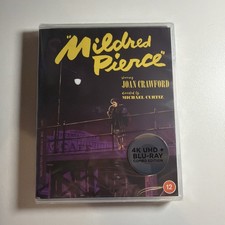 "Mildred
Pierce"
starring
JOAN CRAWFORD
directed by
MICHAEL CURTIZ
4K UHD +
BLU-RAY
12